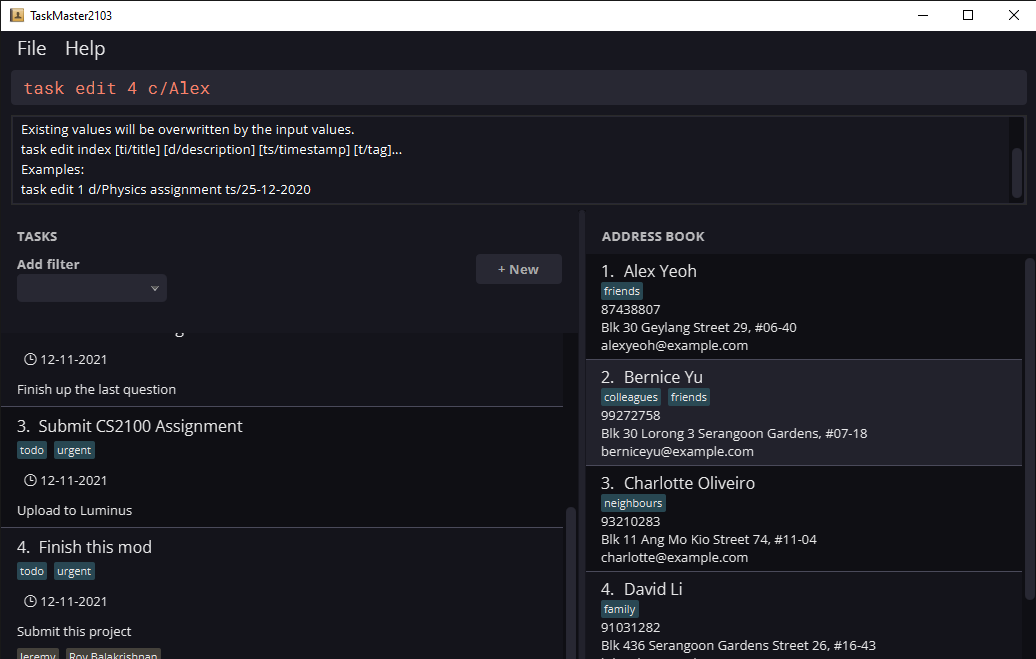 TaskMaster2103
File Help
task edit 4 c/Alex
Existing values will be overwritten by the input values.
task edit index [ti/title] [d/description] [ts/timestamp] [t/tag]...
Examples:
task edit 1 d/Physics assignment ts/25-12-2020
TASKS
Add filter
+ New
12-11-2021
Finish up the last question
3. Submit CS2100 Assignment
todo urgent
12-11-2021
Upload to Luminus
4. Finish this mod
todo urgent
12-11-2021
Submit this project
Jeremy Roy Balakrishnan
ADDRESS BOOK
1. Alex Yeoh
friends
87438807
Blk 30 Geylang Street 29, #06-40
alexyeoh@example.com
2. Bernice Yu
colleagues friends
99272758
Blk 30 Lorong 3 Serangoon Gardens, #07-18
berniceyu@example.com
3. Charlotte Oliveiro
neighbours
93210283
Blk 11 Ang Mo Kio Street 74, #11-04
charlotte@example.com
4. David Li
family
91031282
Blk 436 Serangoon Gardens Street 26, #16-43